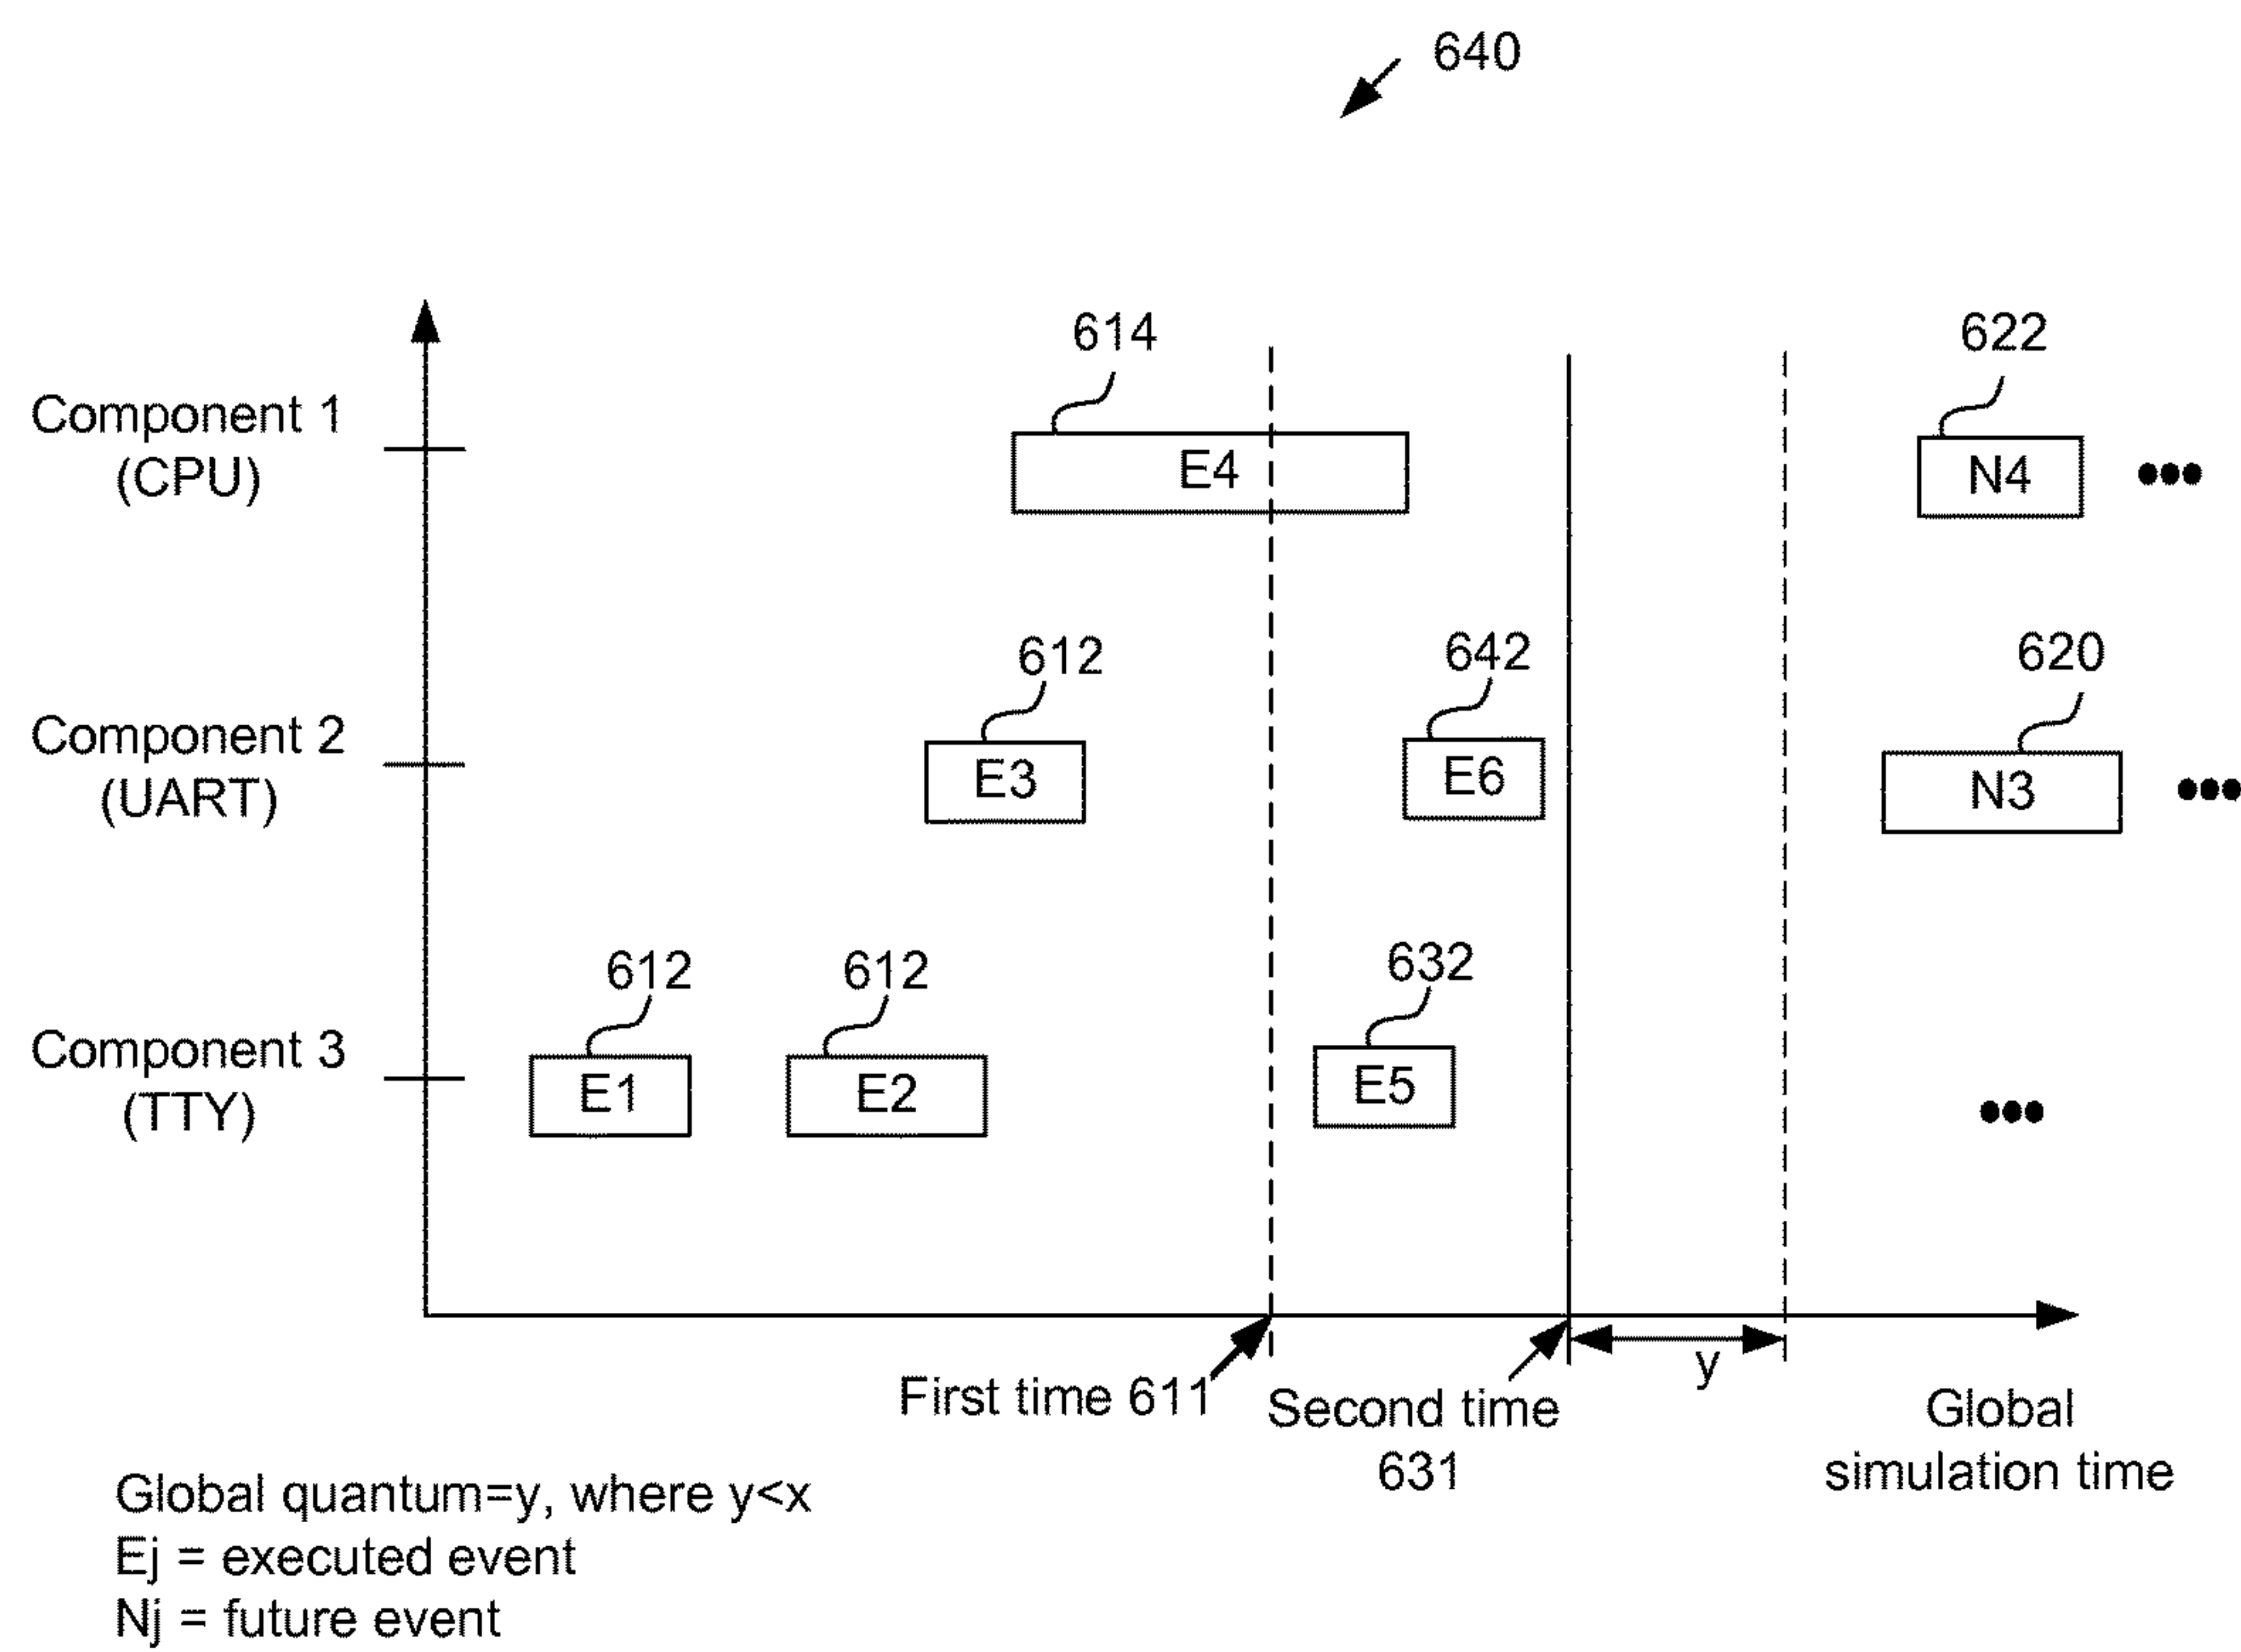 640
614
622
Component 1
(CPU)
E4
N4
612
642
620
Component 2
(UART)
E3
E6
N3
612
612
632
Component 3
(TTY)
E1
E2
E5
First time 611
Second time
631
y
Global
simulation time
Global quantum=y, where y<x
Ej = executed event
Nj = future event